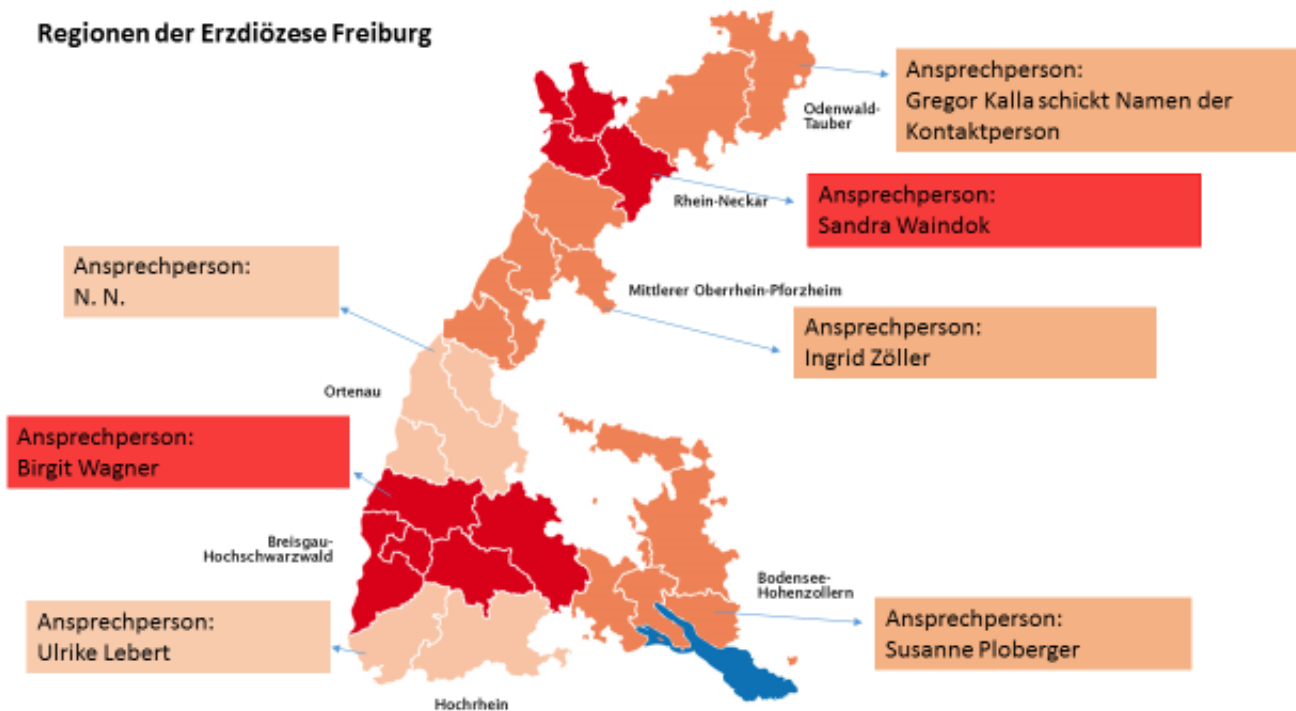 Regionen der Erzdiözese Freiburg
Ansprechperson:
Gregor Kalla schickt Namen der
Kontaktperson
Odenwald-
Tauber
Ansprechperson:
Sandra Waindok
Rhein-Neckar
Ansprechperson:
N. N.
Mittlerer Oberrhein-Pforzheim
Ansprechperson:
Ingrid Zöller
Ortenau
Ansprechperson:
Birgit Wagner
Breisgau-
Hochschwarzwald
Bodensee-
Hohenzollern
Ansprechperson:
Ulrike Lebert
Ansprechperson:
Susanne Ploberger
Hochrhein